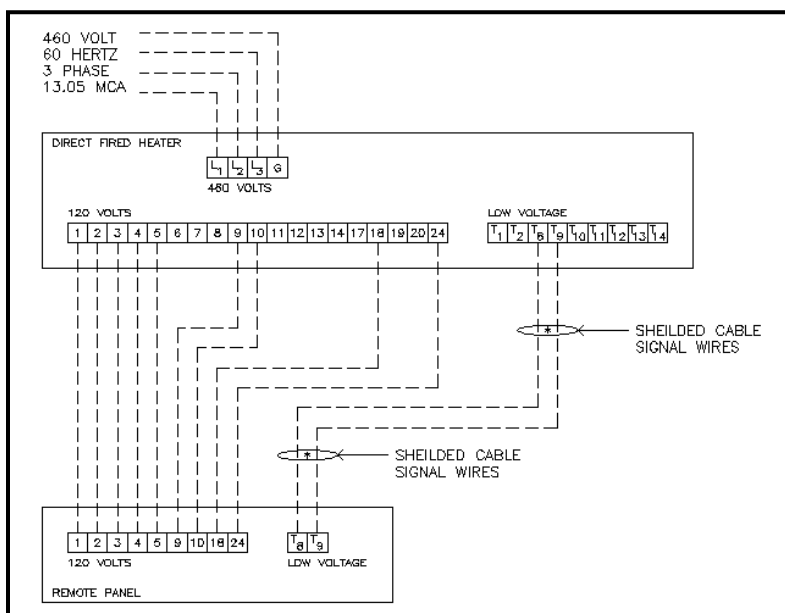 460 VOLT
60 HERTZ
3 PHASE
13.05 MCA
DIRECT FIRED HEATER
L1 L2 L3 G
460 VOLTS
120 VOLTS
1 2 3 4 5 6 7 8 9 10 11 12 13 14 17 18 19 20 24
LOW VOLTAGE
T1 T2 T8 T9 T10 T11 T12 T13 T14
* SHEILDED CABLE
SIGNAL WIRES
* SHEILDED CABLE
SIGNAL WIRES
1 2 3 4 5 9 10 18 24
120 VOLTS
T8 T9
LOW VOLTAGE
REMOTE PANEL